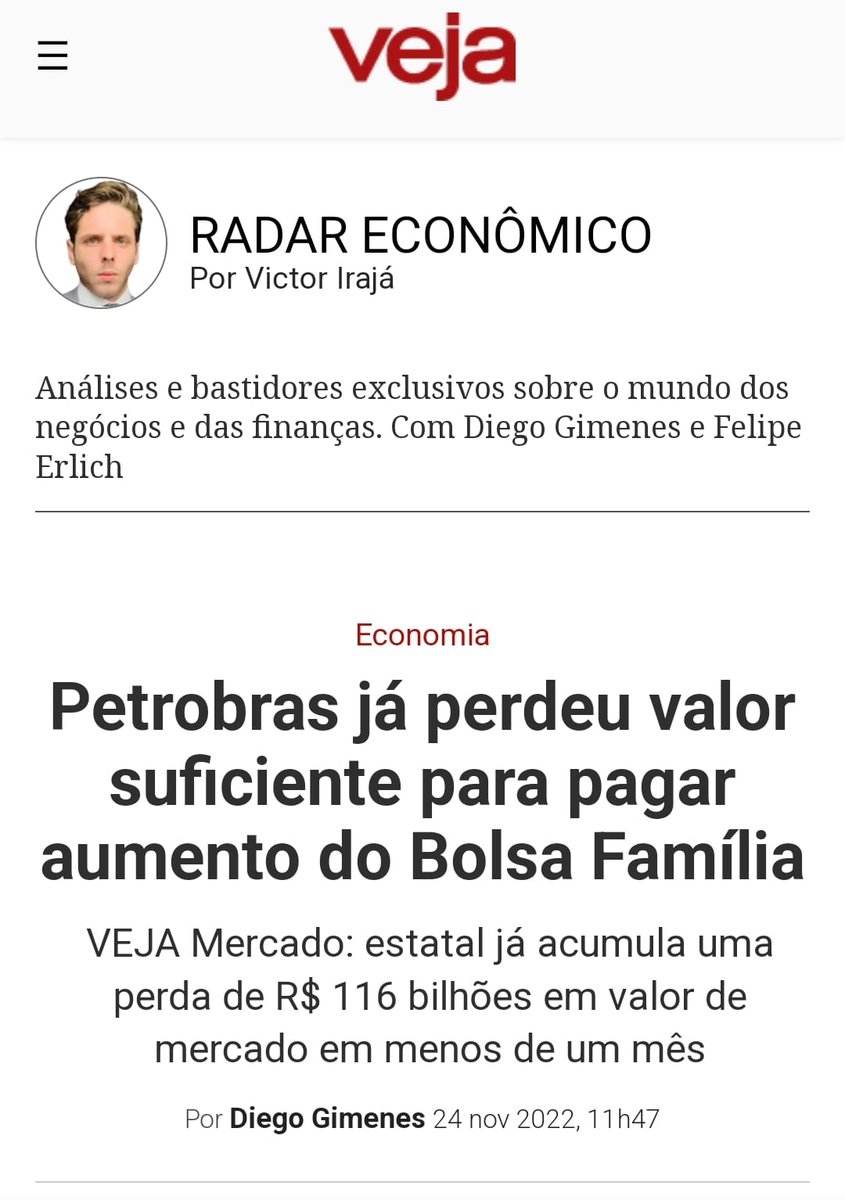 veja
RADAR ECONÔMICO
Por Victor Irajá
Análises e bastidores exclusivos sobre o mundo dos
negócios e das finanças. Com Diego Gimenes e Felipe
Erlich
Economia
Petrobras já perdeu valor
suficiente para pagar
aumento do Bolsa Família
VEJA Mercado: estatal já acumula uma
perda de R$ 116 bilhões em valor de
mercado em menos de um mês
Por Diego Gimenes 24 nov 2022, 11h47